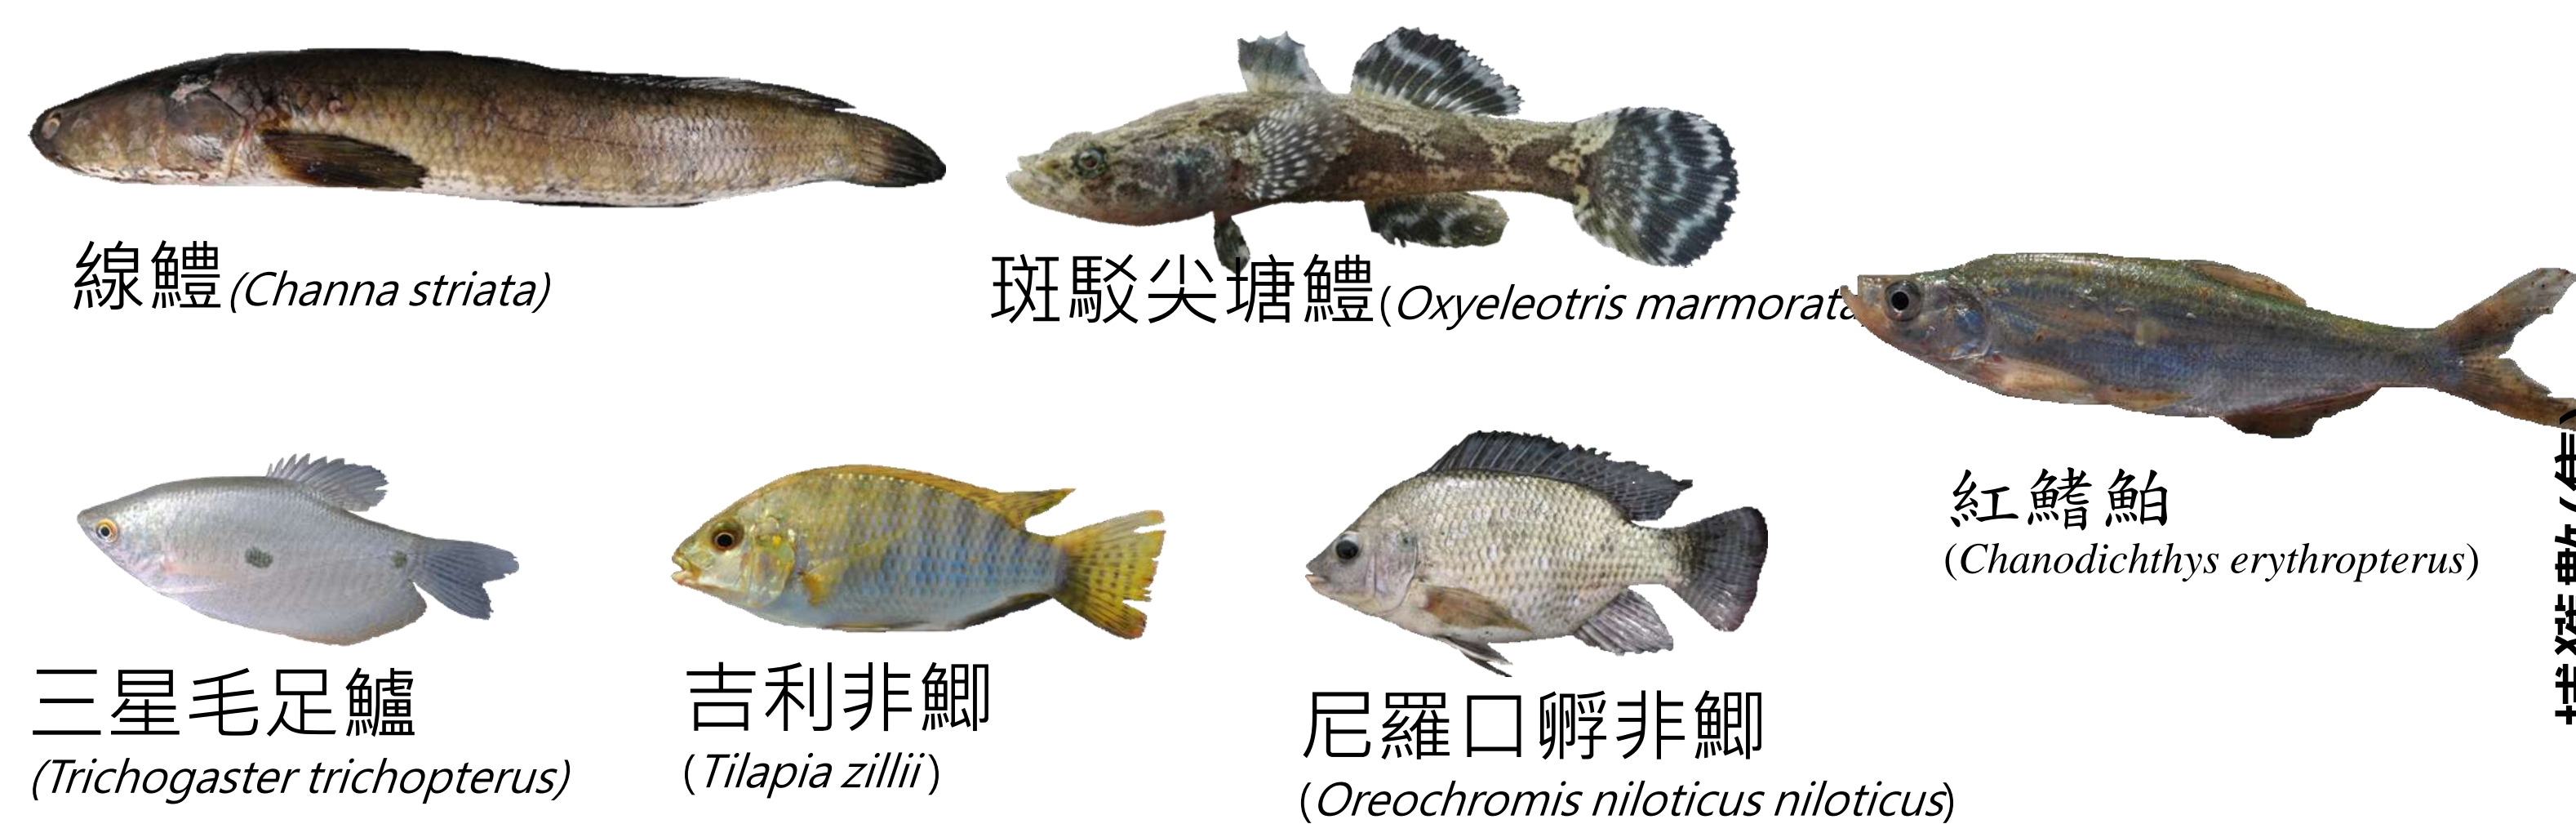 線鱧(Channa striata)
斑駁尖塘鱧(Oxyeleotris marmorata
紅鰭鮊
(Chanodichthys erythropterus)
三星毛足鱸
(Trichogaster trichopterus)
吉利非鯽
(Tilapia zillii)
尼羅口孵非鯽
(Oreochromis niloticus niloticus)